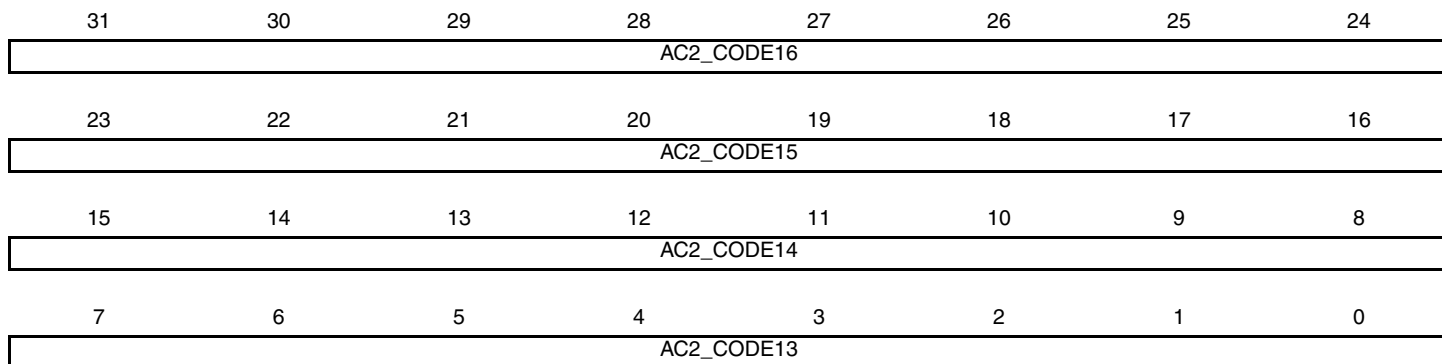 31 30 29 28 27 26 25 24
AC2_CODE16
23 22 21 20 19 18 17 16
AC2_CODE15
15 14 13 12 11 10 9 8
AC2_CODE14
7 6 5 4 3 2 1 0
AC2_CODE13